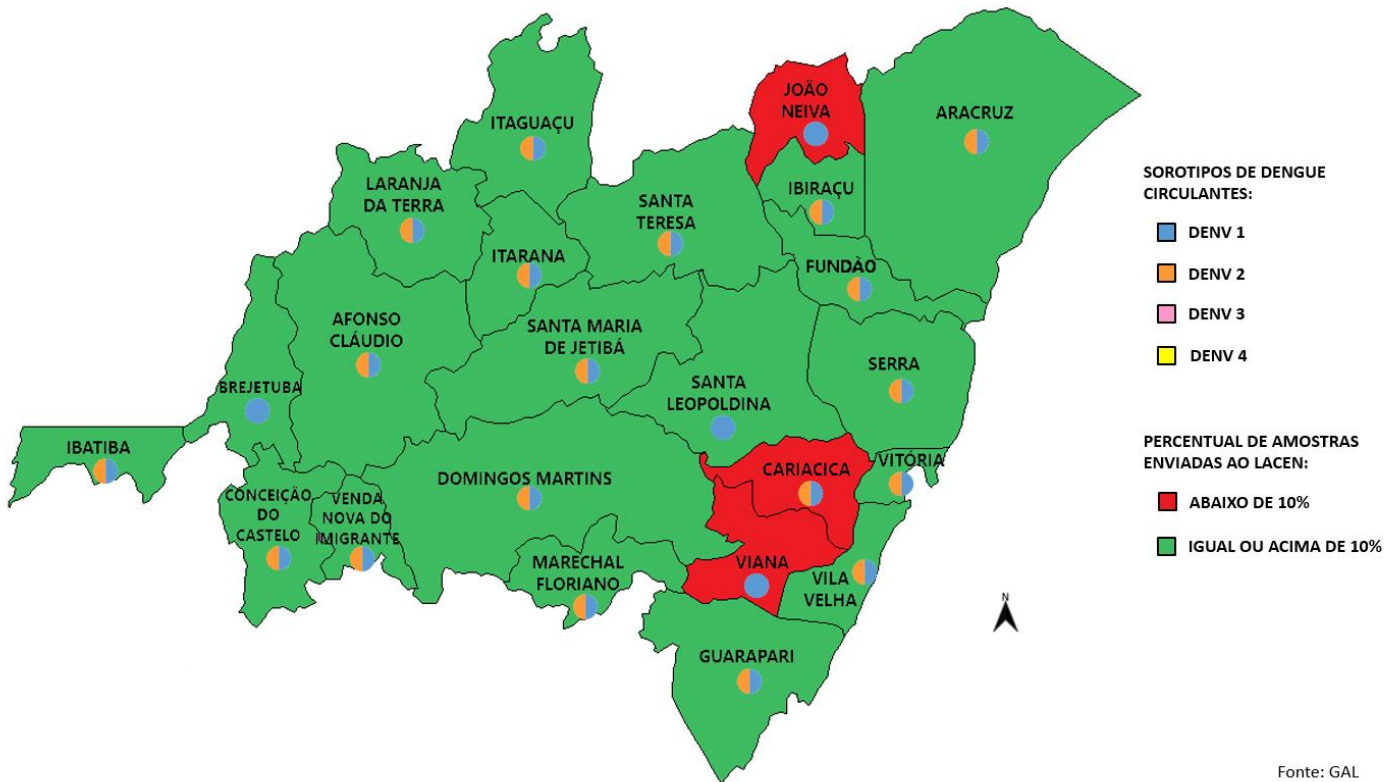 JOÃO
NEIVA
ITAGUAÇU
ARACRUZ
LARANJA
DA TERRA
SANTA
TERESA
IBIRAÇU
ITARANA
FUNDÃO
AFONSO
CLÁUDIO
SANTA MARIA
DE JETIBÁ
SERRA
BREJETUBA
SANTA
LEOPOLDINA
IBATIBA
CARIACICA
VITÓRIA
DOMINGOS MARTINS
CONCEIÇÃO
DO
CASTELO
VENDA
NOVA DO
IMIGRANTE
MARECHAL
FLORIANO
VIANA
VILA
VELHA
GUARAPARI
SOROTIPOS DE DENGUE
CIRCULANTES:
DENV 1
DENV 2
DENV 3
DENV 4
PERCENTUAL DE AMOSTRAS
ENVIADAS AO LACEN:
ABAIXO DE 10%
IGUAL OU ACIMA DE 10%
N
Fonte: GAL